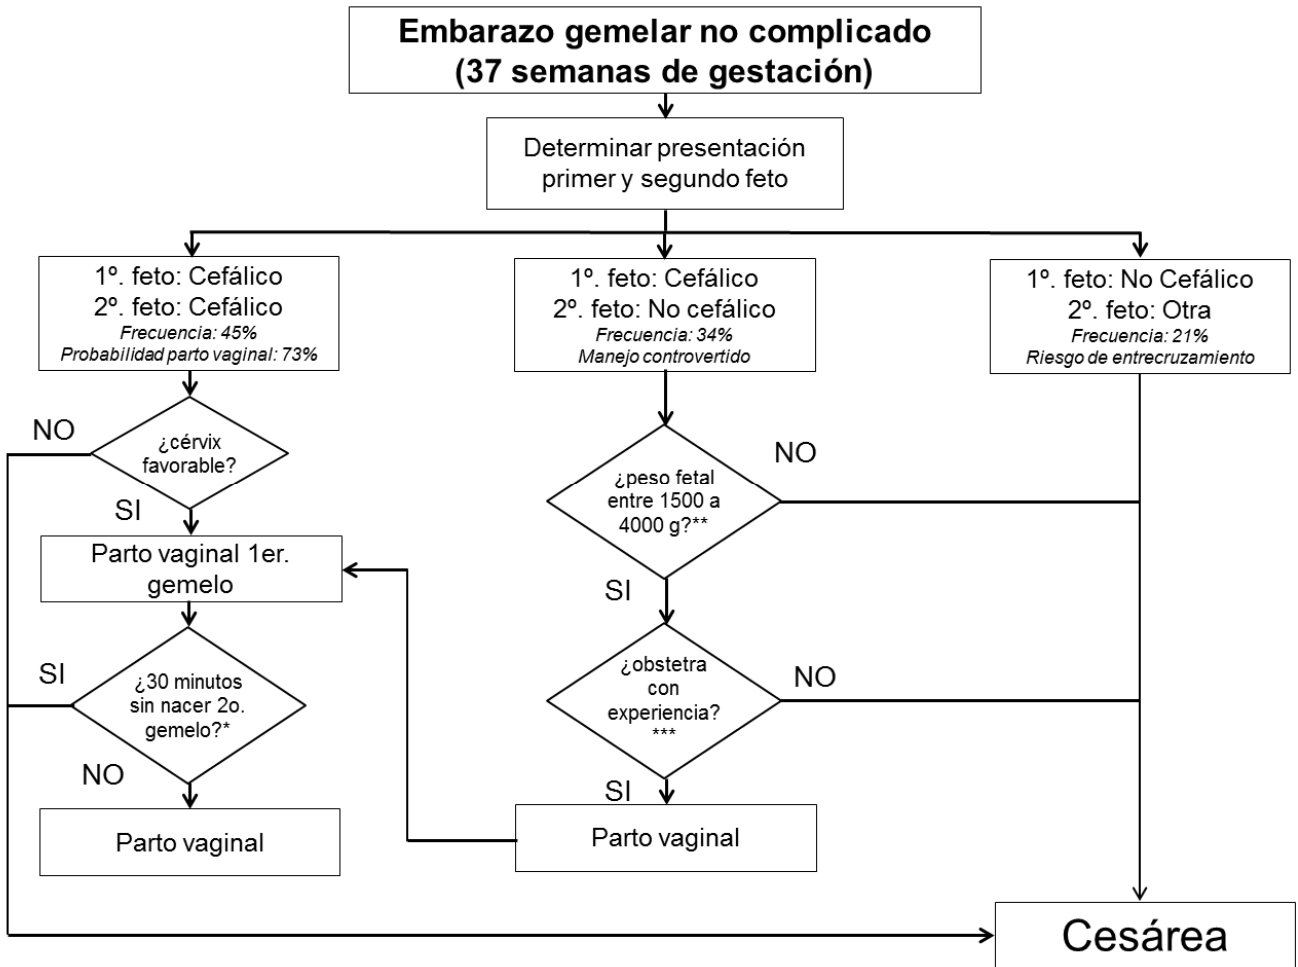 Embarazo gemelar no complicado
(37 semanas de gestación)
Determinar presentación
primer y segundo feto
1º. feto: Cefálico
2º. feto: Cefálico
Frecuencia: 45%
Probabilidad parto vaginal: 73%
1º. feto: Cefálico
2º. feto: No cefálico
Frecuencia: 34%
Manejo controvertido
1º. feto: No Cefálico
2º. feto: Otra
Frecuencia: 21%
Riesgo de entrecruzamiento
NO
¿cérvix
favorable?
SI
NO
¿peso fetal
entre 1500 a
4000 g?**
SI
Parto vaginal 1er.
gemelo
SI
¿30 minutos
sin nacer 2o.
gemelo?*
NO
¿obstetra
con
experiencia?
***
NO
SI
Parto vaginal
Parto vaginal
Cesárea